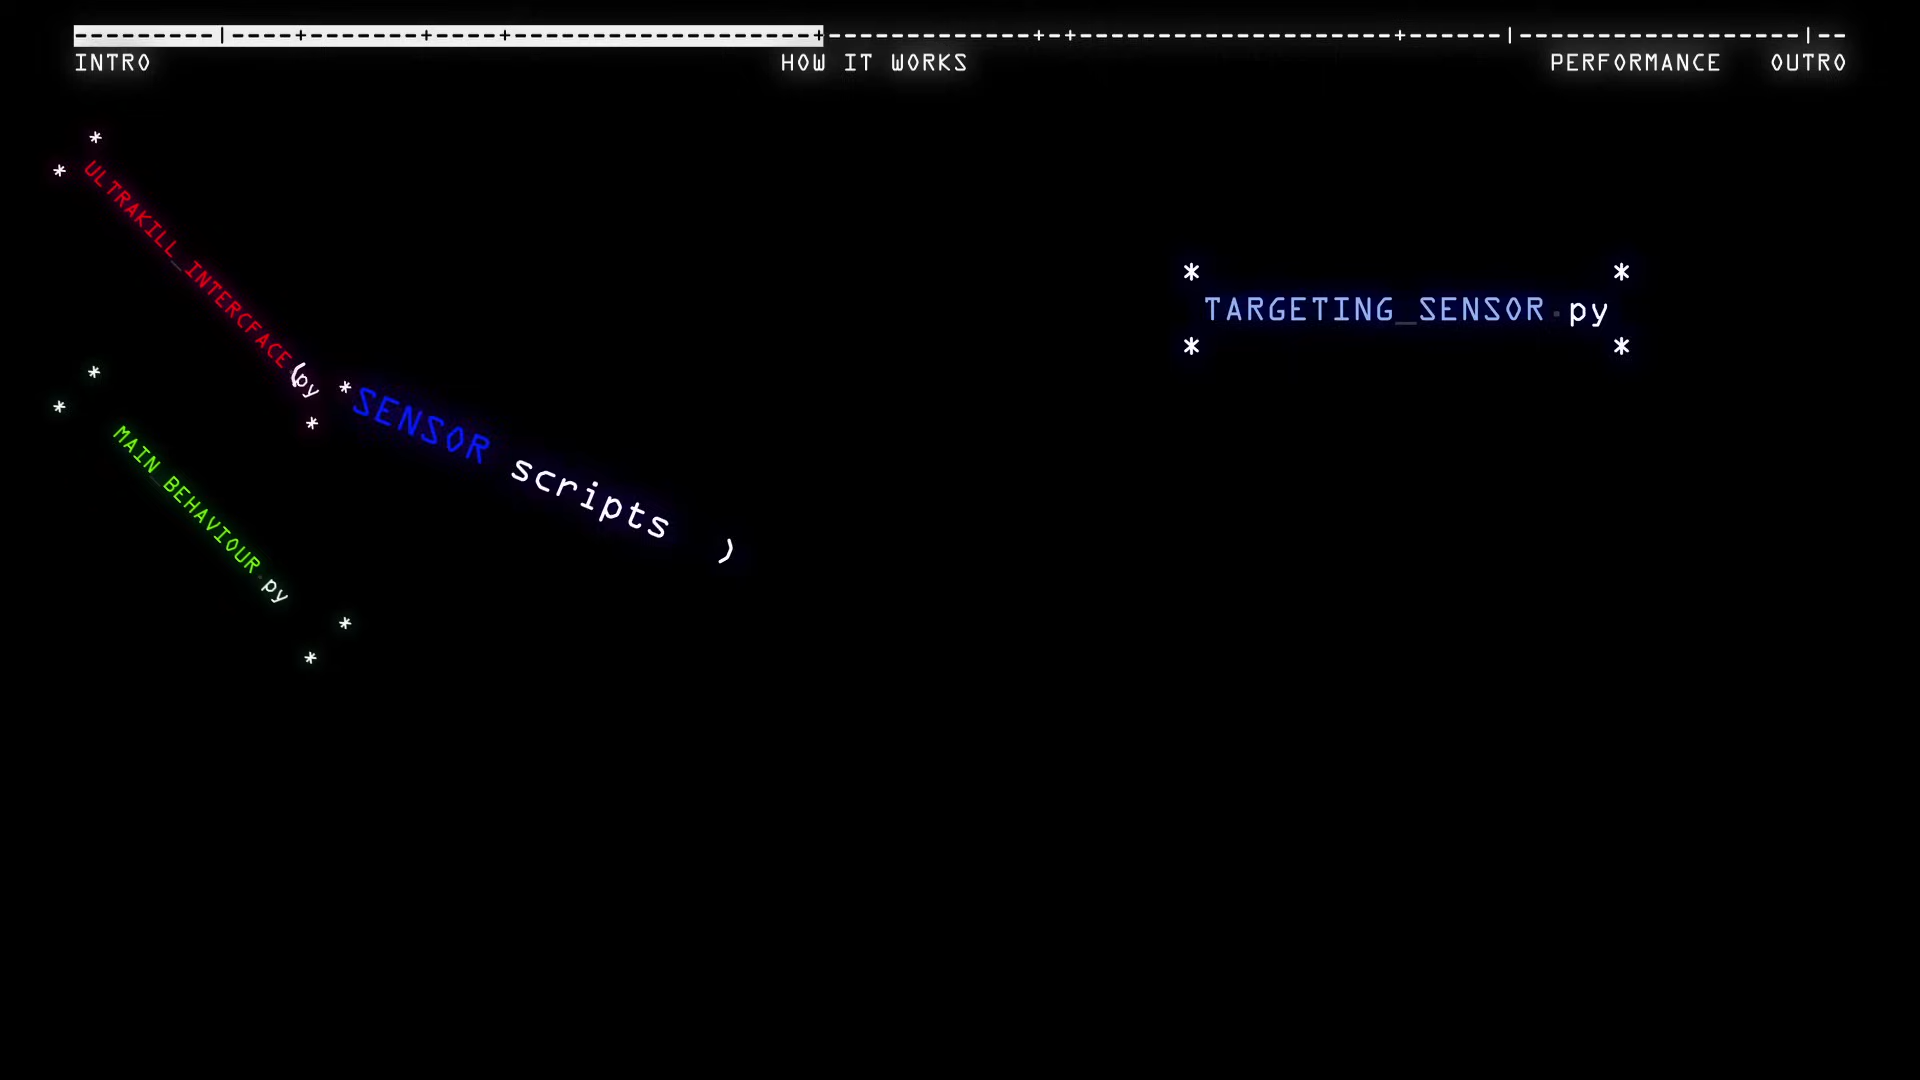 ---------|----+-------+----+-------------------+-------------+-+--------------------+------|------------------|--
INTRO HOW IT WORKS PERFORMANCE OUTRO
* *
ULTRAKILL_INTERCFACE.py
* *
* *
TARGETING_SENSOR.py
* *
( SENSOR scripts )
* *
MAIN_BEHAVIOUR.py
* *